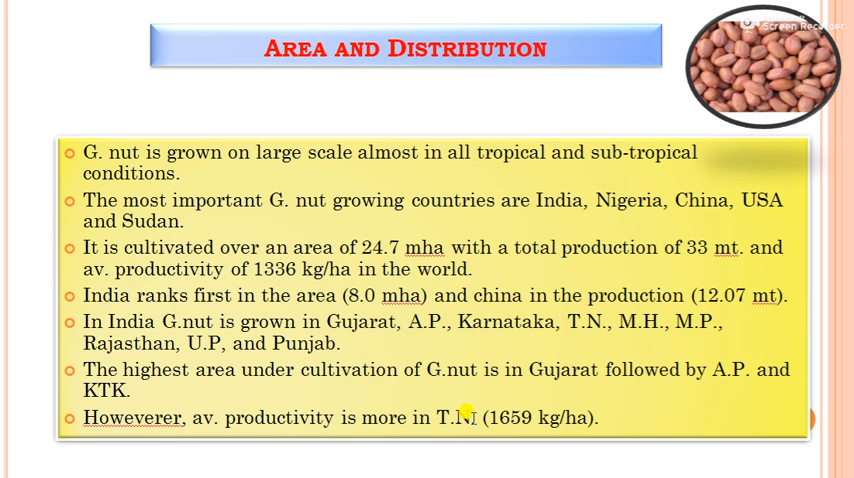 Screen Recorder
AREA AND DISTRIBUTION
G. nut is grown on large scale almost in all tropical and sub-tropical
conditions.
The most important G. nut growing countries are India, Nigeria, China, USA
and Sudan.
It is cultivated over an area of 24.7 mha with a total production of 33 mt. and
av. productivity of 1336 kg/ha in the world.
India ranks first in the area (8.0 mha) and china in the production (12.07 mt).
In India G.nut is grown in Gujarat, A.P., Karnataka, T.N., M.H., M.P.,
Rajasthan, U.P, and Punjab.
The highest area under cultivation of G.nut is in Gujarat followed by A.P. and
KTK.
Howeverer, av. productivity is more in T.N. (1659 kg/ha).